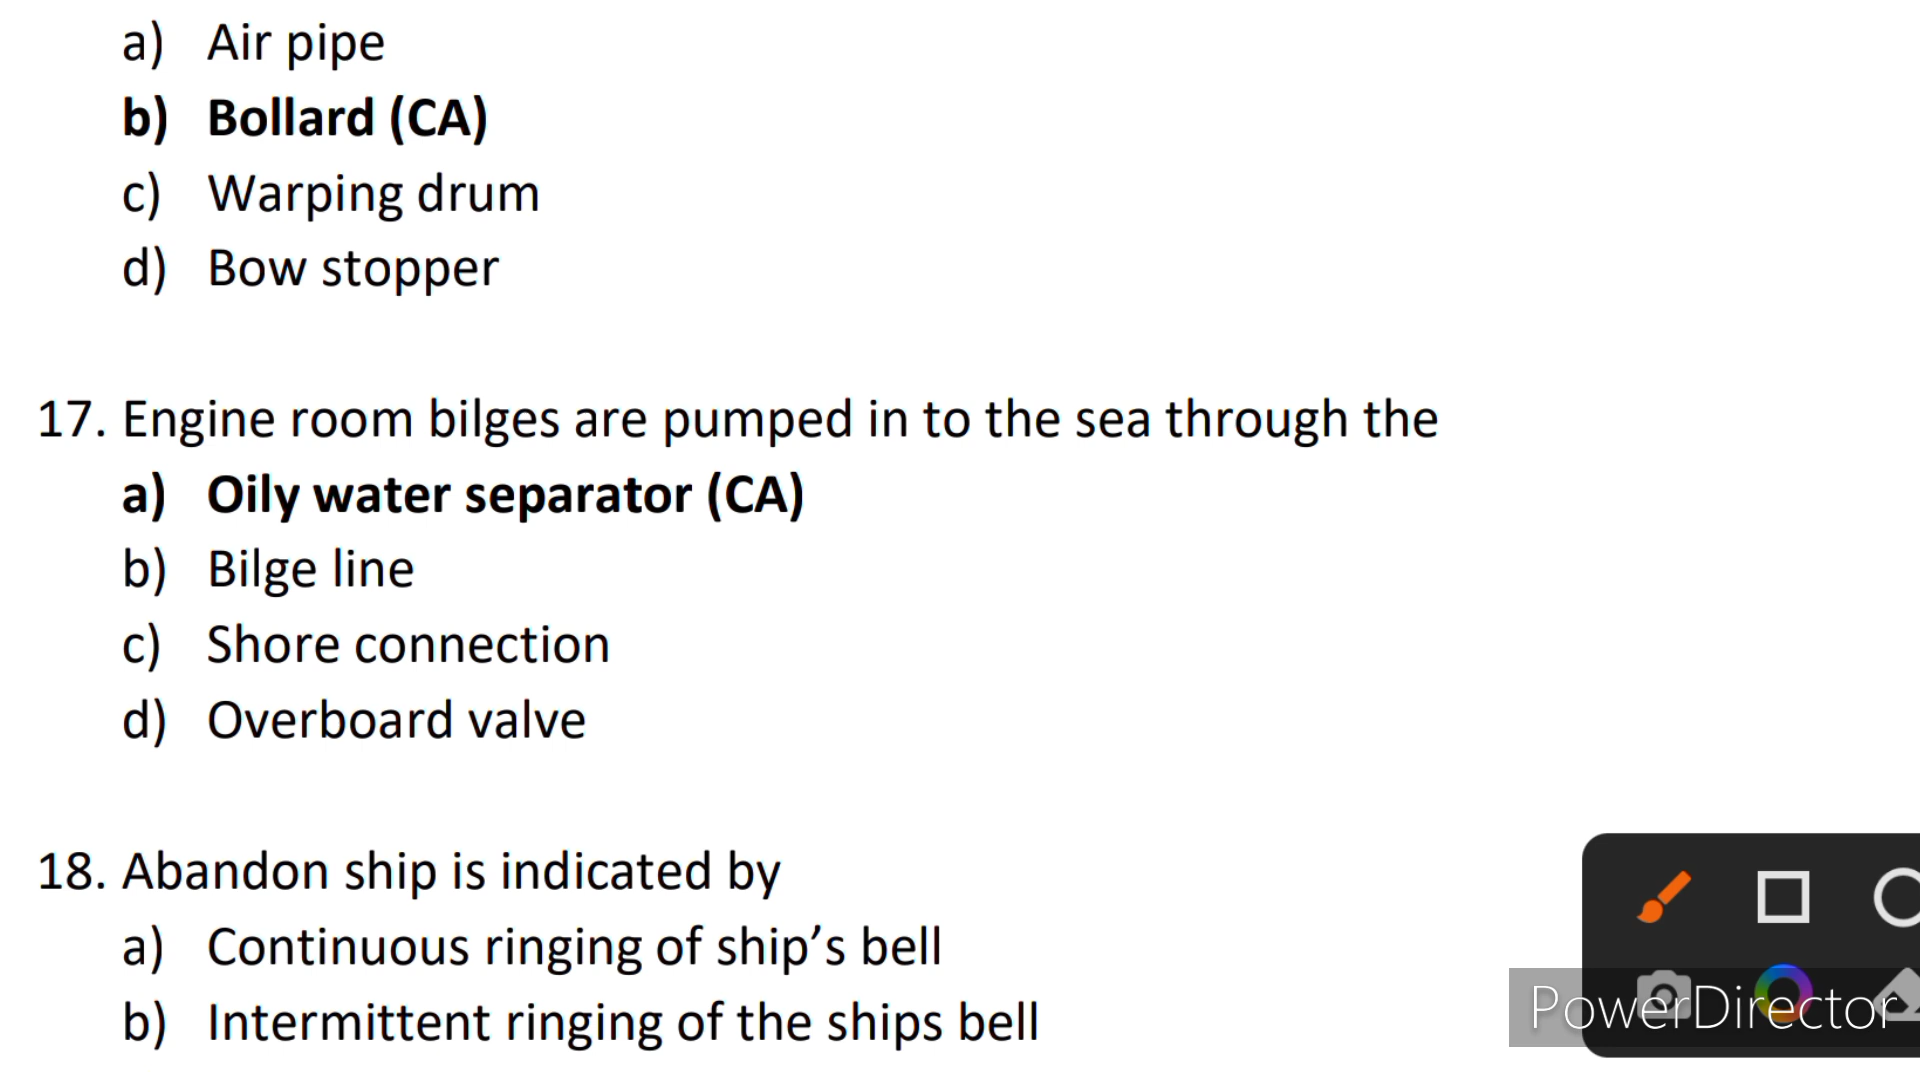 a) Air pipe
b) Bollard (CA)
c) Warping drum
d) Bow stopper
17. Engine room bilges are pumped in to the sea through the
a) Oily water separator (CA)
b) Bilge line
c) Shore connection
d) Overboard valve
18. Abandon ship is indicated by
a) Continuous ringing of ship’s bell
b) Intermittent ringing of the ships bell
PowerDirector